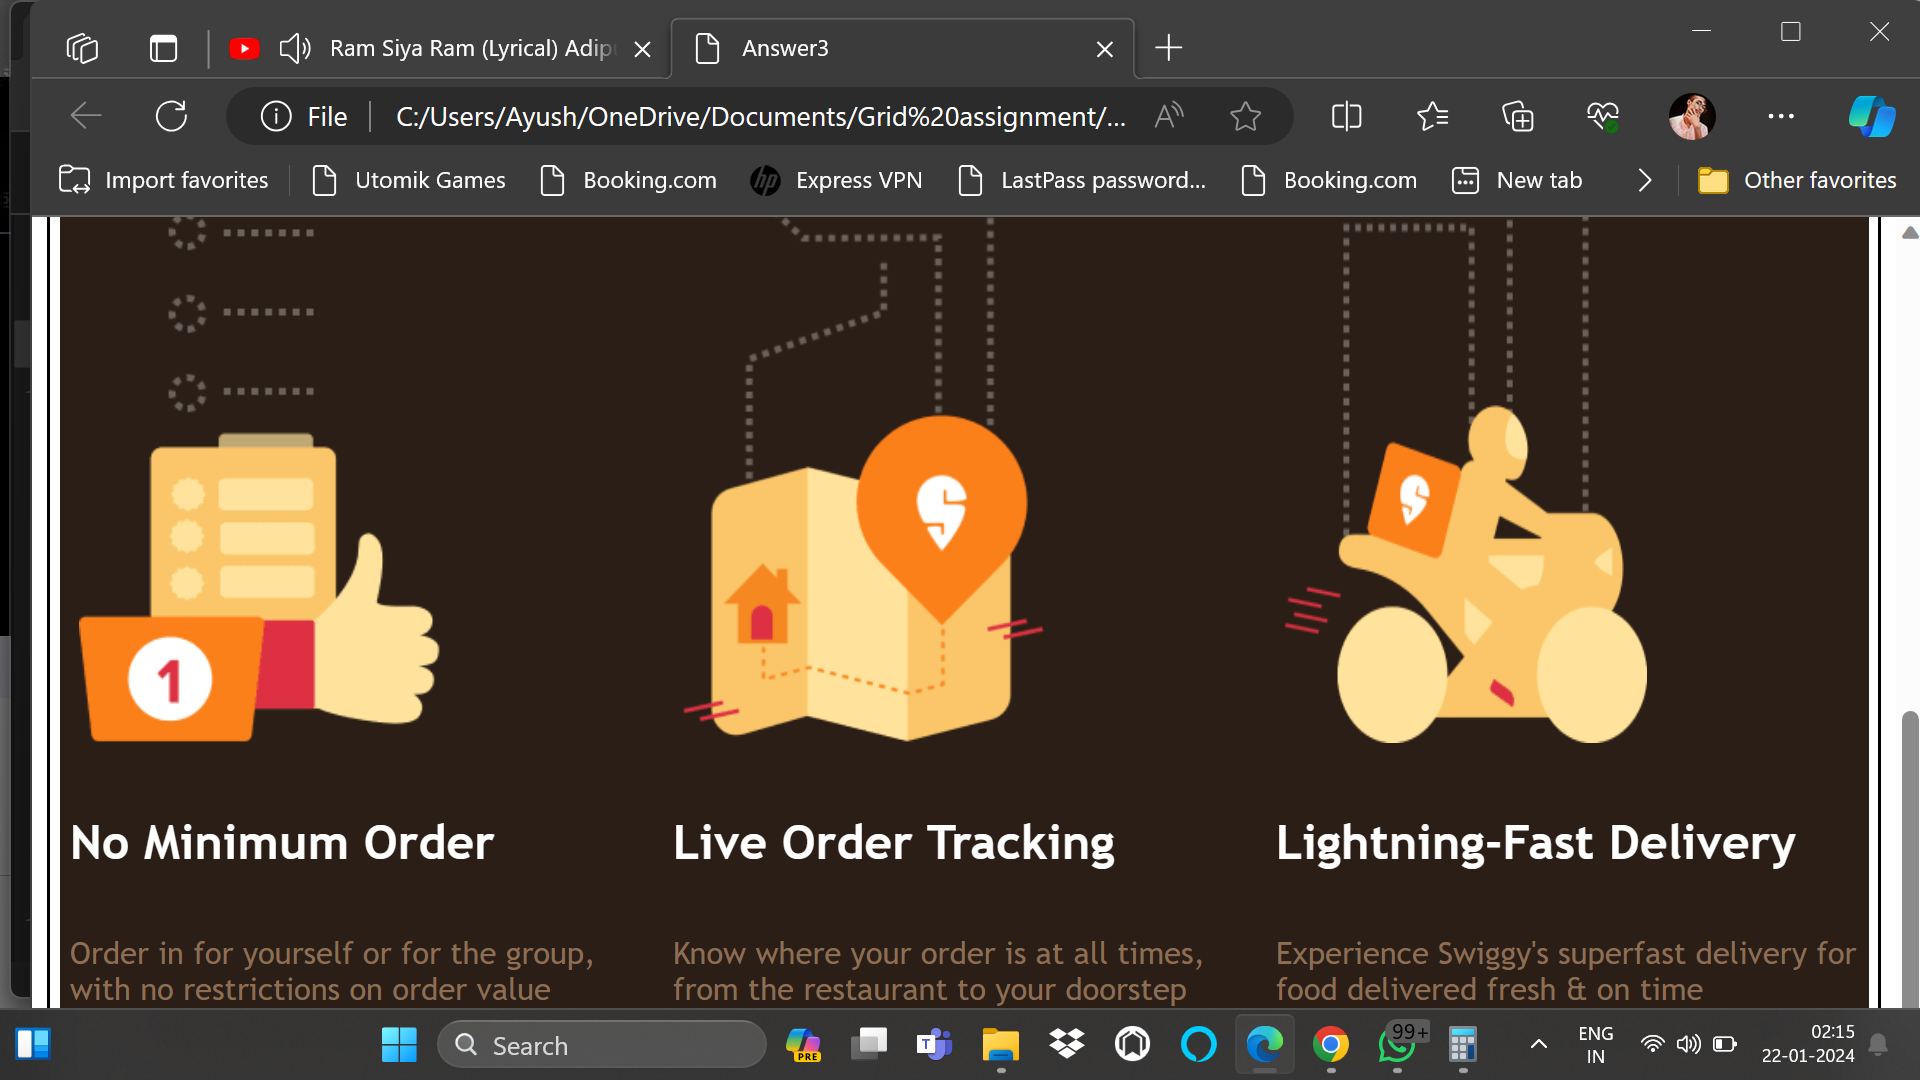 Ram Siya Ram (Lyrical) Adip
Answer3
File
C:/Users/Ayush/OneDrive/Documents/Grid%20assignment/...
Import favorites
Utomik Games
Booking.com
Express VPN
LastPass password...
Booking.com
New tab
Other favorites
1
No Minimum Order
Live Order Tracking
Lightning-Fast Delivery
Order in for yourself or for the group,
with no restrictions on order value
Know where your order is at all times,
from the restaurant to your doorstep
Experience Swiggy's superfast delivery for
food delivered fresh & on time
Search
PRE
T
99+
ENG
IN
02:15
22-01-2024